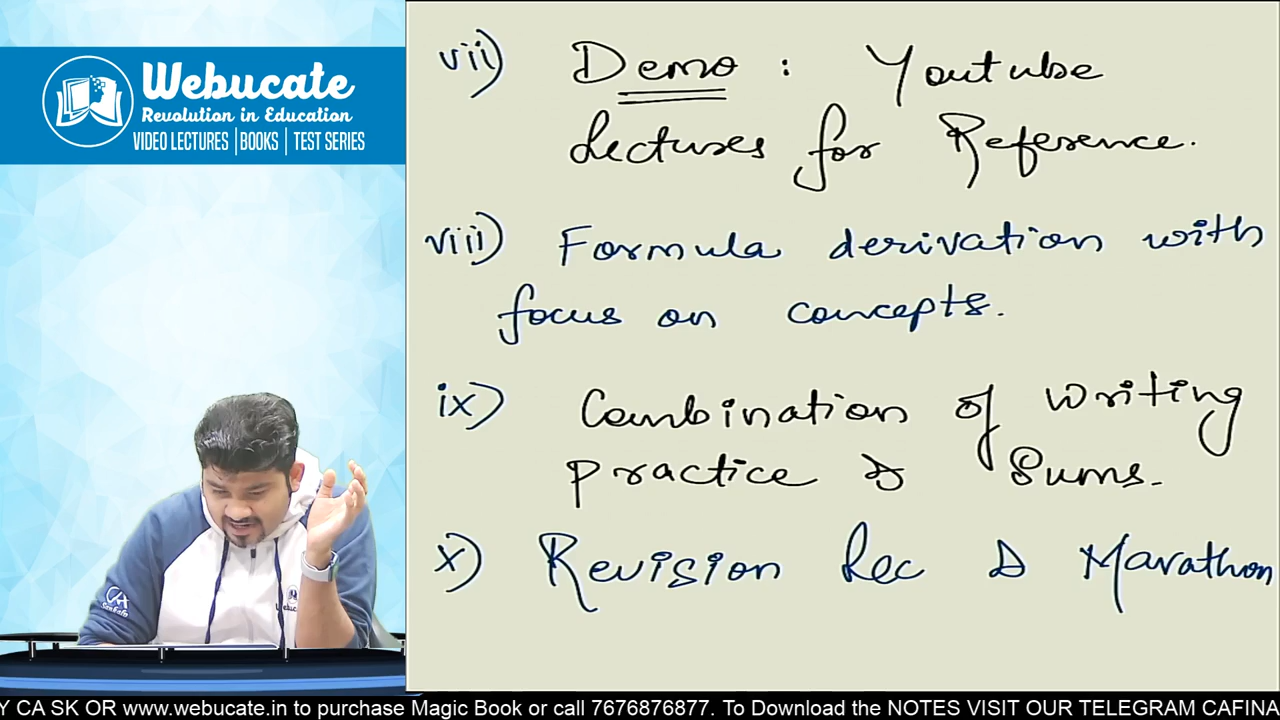 Webucate
Revolution in Education
VIDEO LECTURES | BOOKS | TEST SERIES
vii) Demo : Youtube
Lectures for Reference.
viii) Formula derivation with
focus on concepts.
ix) Combination of writing
practice & Sums.
x) Revision Lec & Marathon
CA
Webucate
Y CA SK OR www.webucate.in to purchase Magic Book or call 7676876877. To Download the NOTES VISIT OUR TELEGRAM CAFINA